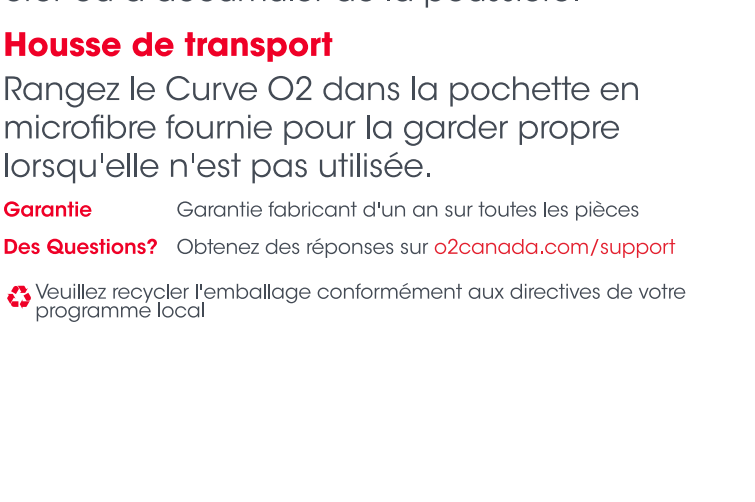 Housse de transport
Rangez le Curve O2 dans la pochette en
microfibre fournie pour la garder propre
lorsqu'elle n'est pas utilisée.
Garantie Garantie fabricant d'un an sur toutes les pièces
Des Questions? Obtenez des réponses sur o2canada.com/support
Veuillez recycler l'emballage conformément aux directives de votre
programme local